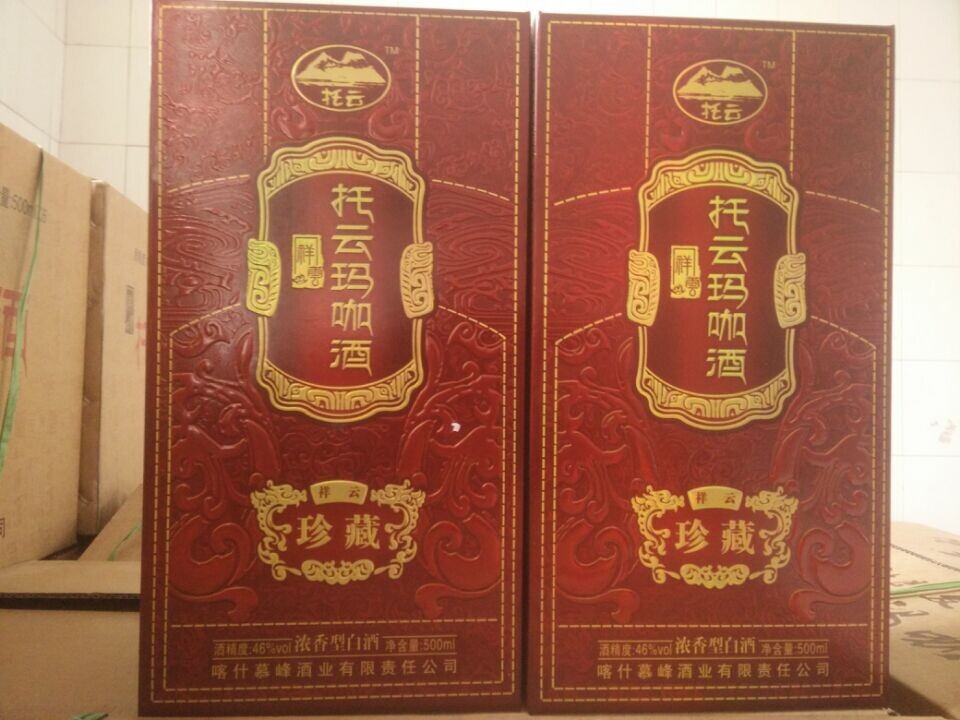 托云
TM
托云玛咖酒
祥雲
祥云
珍藏
酒精度:46%vol 浓香型白酒 净含量:500ml
喀什慕峰酒业有限责任公司
托云
TM
托云玛咖酒
祥雲
祥云
珍藏
酒精度:46%vol 浓香型白酒 净含量:500ml
喀什慕峰酒业有限责任公司